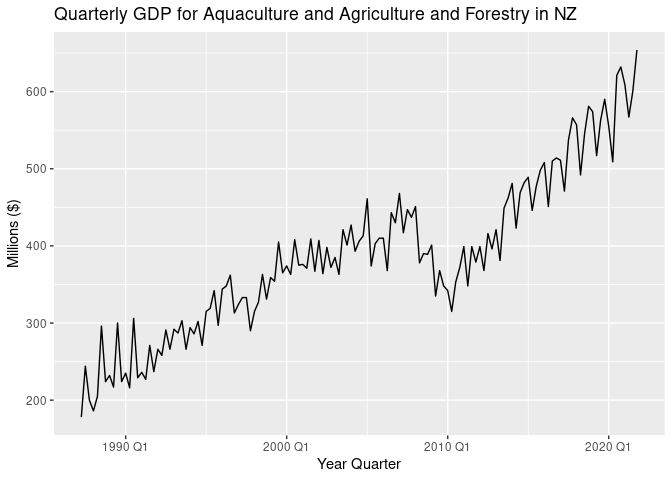 Quarterly GDP for Aquaculture and Agriculture and Forestry in NZ
600
500
400
300
200
Millions ($)
1990 Q1 2000 Q1 2010 Q1 2020 Q1
Year Quarter